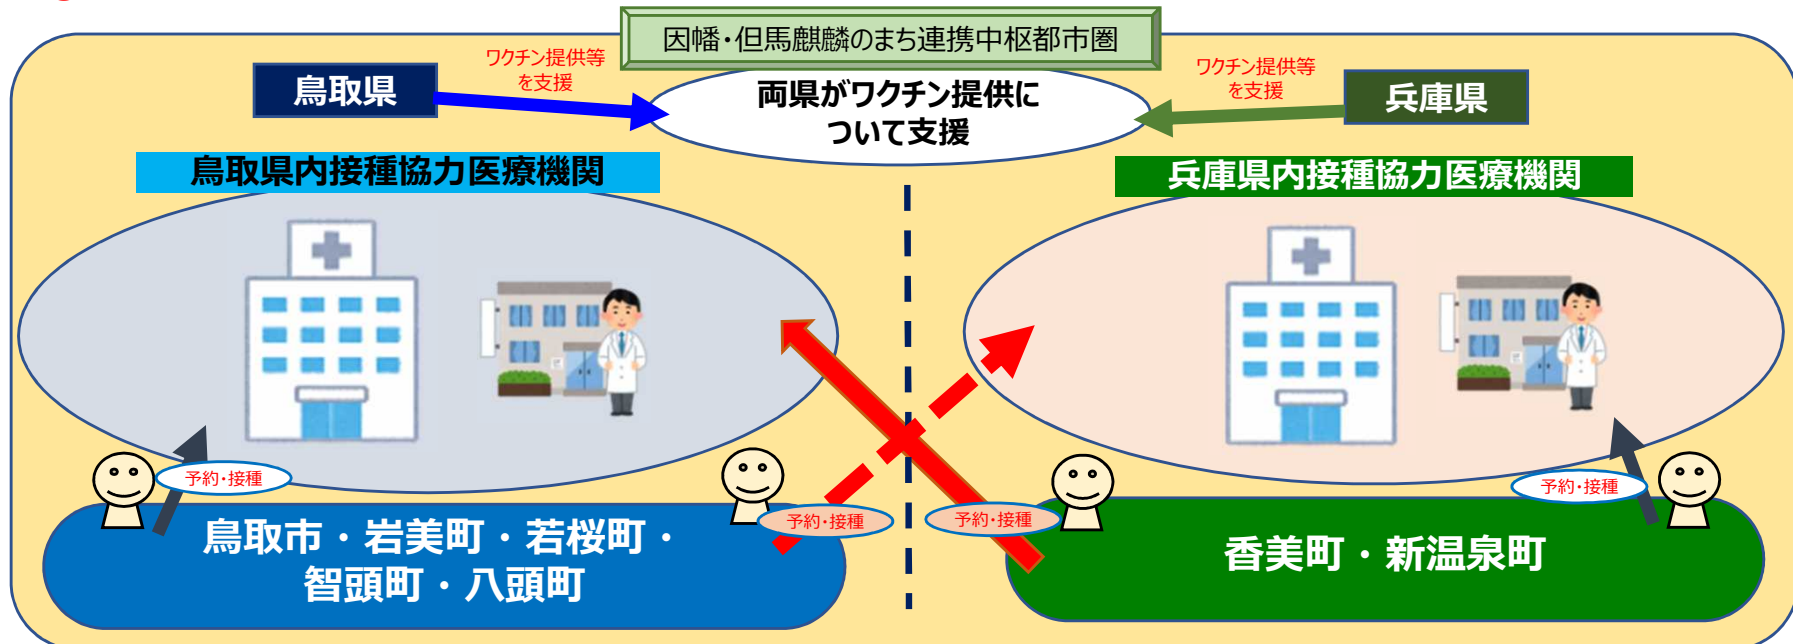 因幡・但馬麒麟のまち連携中枢都市圏
鳥取県
ワクチン提供等
を支援
両県がワクチン提供に
ついて支援
ワクチン提供等
を支援
兵庫県
鳥取県内接種協力医療機関
兵庫県内接種協力医療機関
予約・接種
予約・接種
予約・接種
予約・接種
鳥取市・岩美町・若桜町・
智頭町・八頭町
香美町・新温泉町